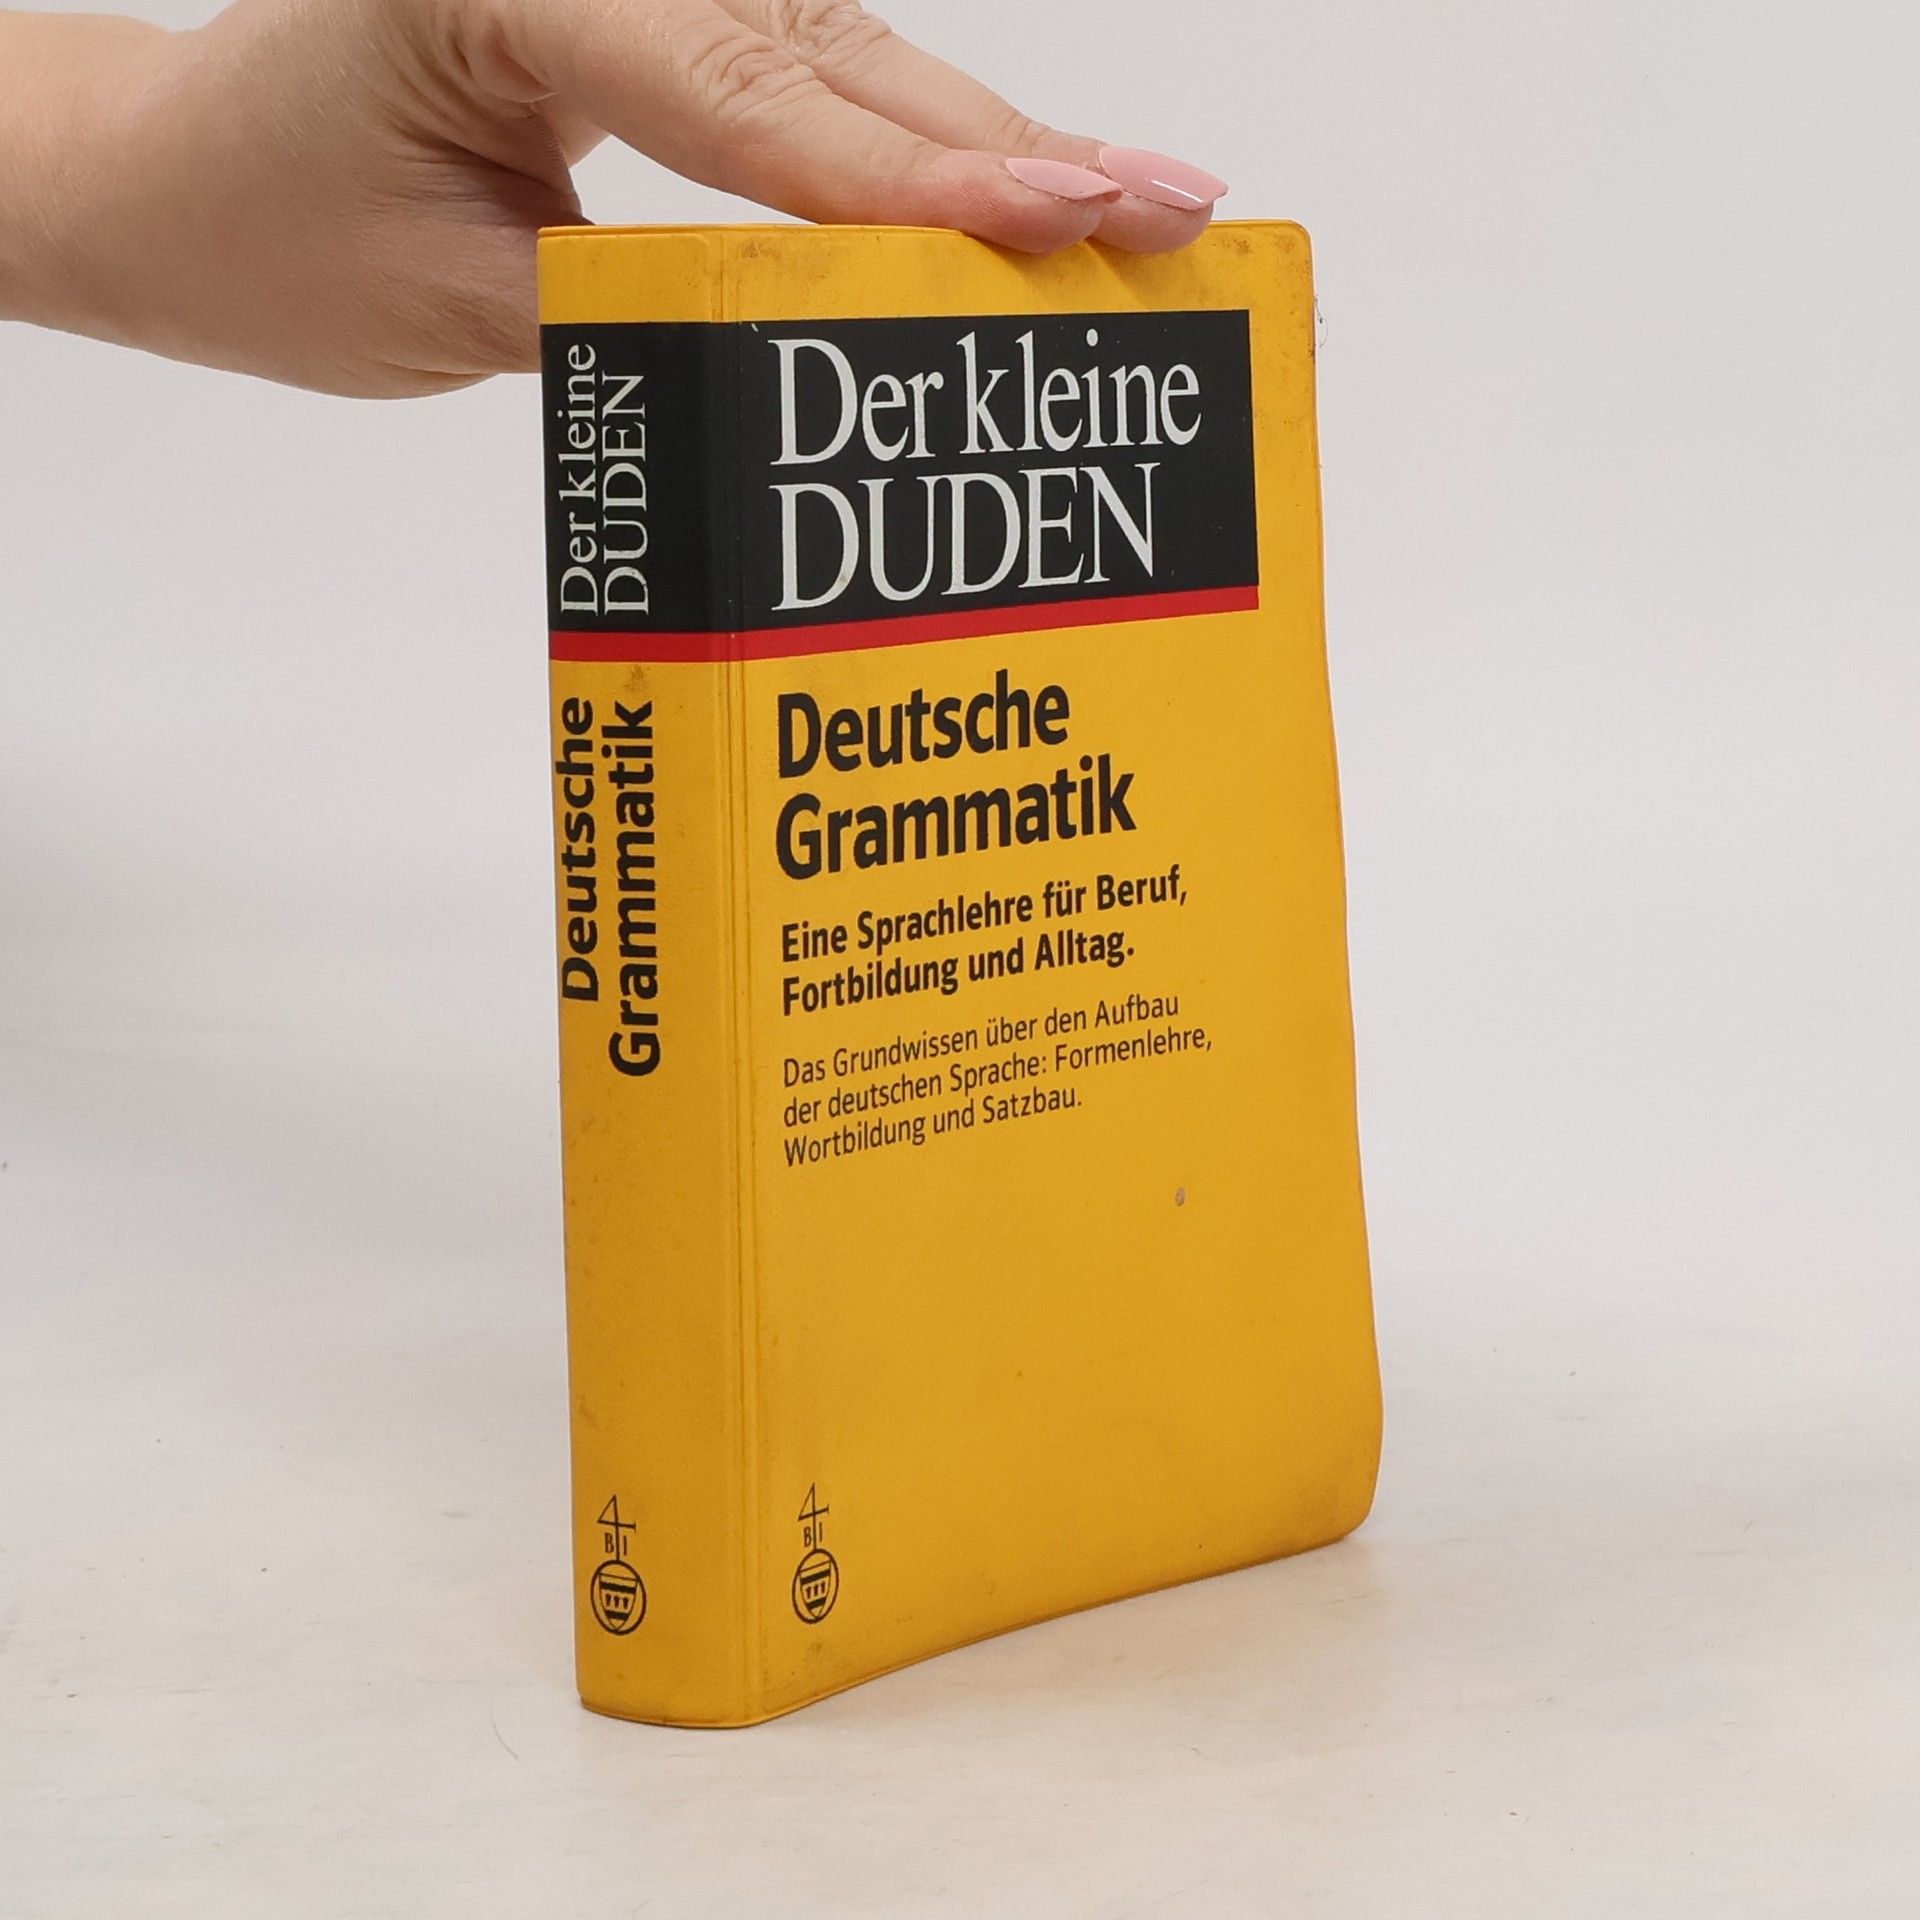 Der kleine
DUDEN
Deutsche
Grammatik
B I
Der kleine
DUDEN
Deutsche
Grammatik
Eine Sprachlehre für Beruf,
Fortbildung und Alltag.
Das Grundwissen über den Aufbau
der deutschen Sprache: Formenlehre,
Wortbildung und Satzbau.
B I